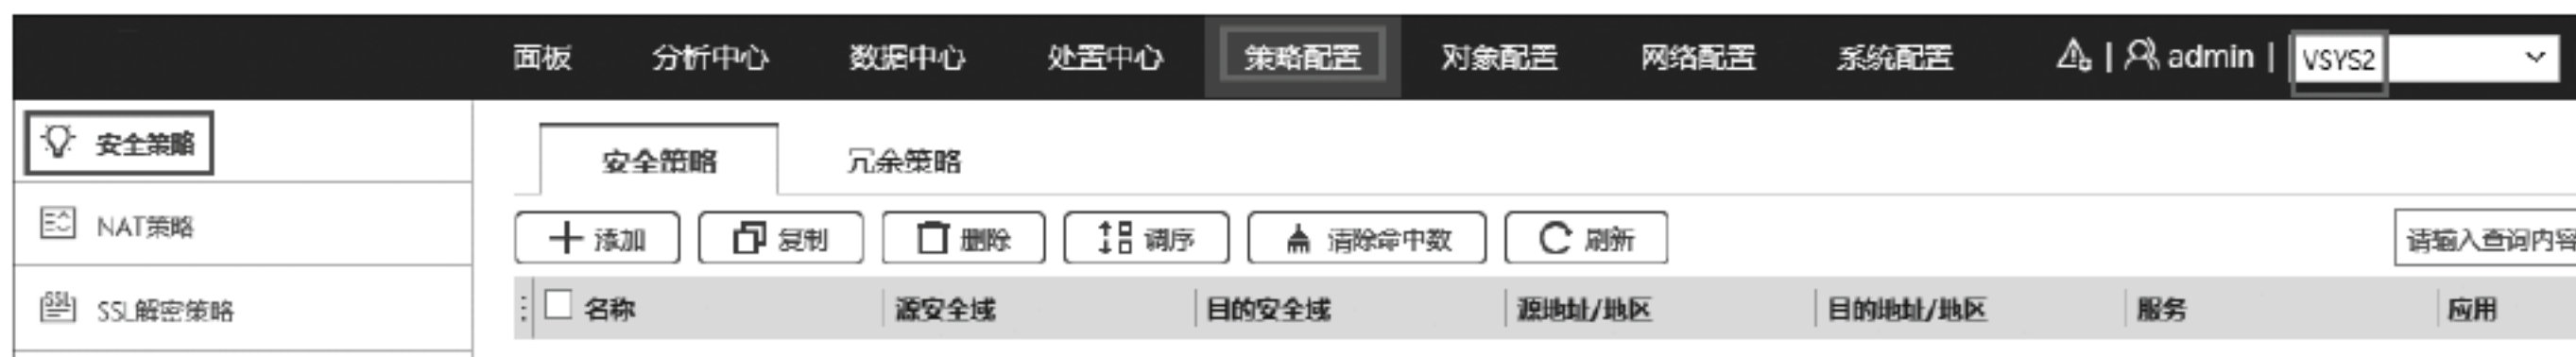 面板 分析中心 数据中心 处置中心 策略配置 对象配置 网络配置 系统配置 | admin | VSYS2
安全策略
安全策略 冗余策略
NAT策略
添加 复制 删除 调序 清除命中数 刷新 请输入查询内容
SSL解密策略
名称 源安全域 目的安全域 源地址/地区 目的地址/地区 服务 应用